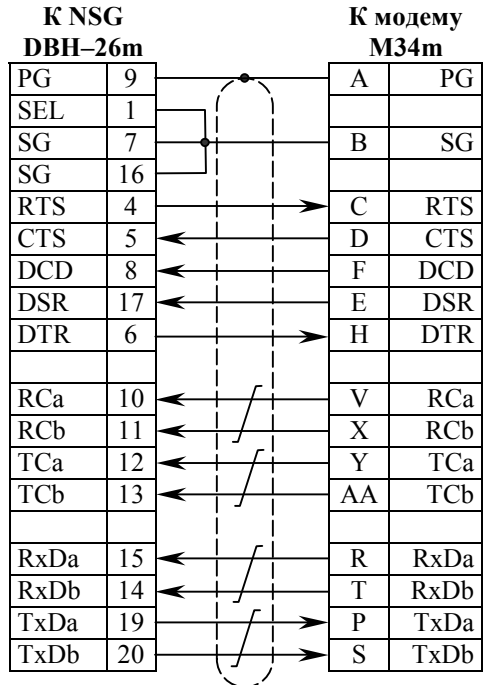 К NSG К модему
DBH–26m M34m
PG 9 A PG
SEL 1
SG 7 B SG
SG 16
RTS 4 C RTS
CTS 5 D CTS
DCD 8 F DCD
DSR 17 E DSR
DTR 6 H DTR
RCa 10 V RCa
RCb 11 X RCb
TCa 12 Y TCa
TCb 13 AA TCb
RxDa 15 R RxDa
RxDb 14 T RxDb
TxDa 19 P TxDa
TxDb 20 S TxDb